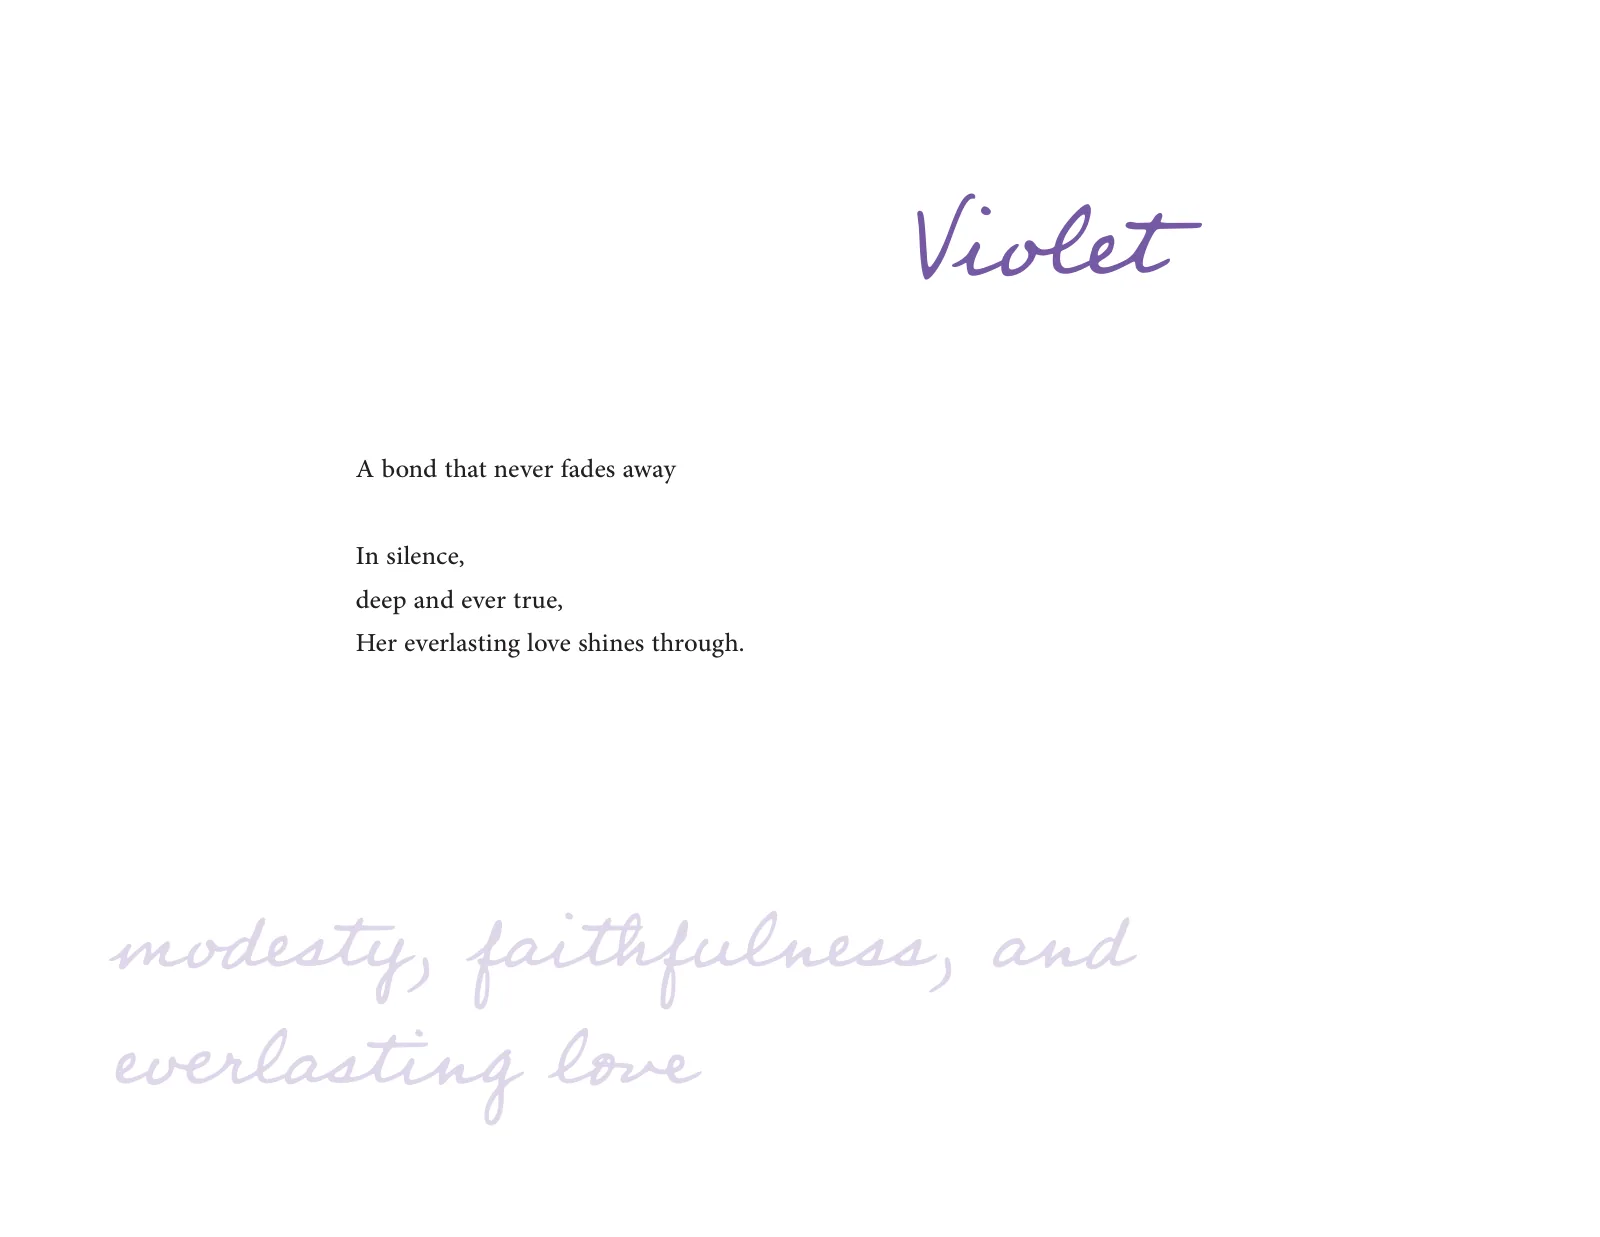 Violet
A bond that never fades away
In silence,
deep and ever true,
Her everlasting love shines through.
modesty, faithfulness, and
everlasting love